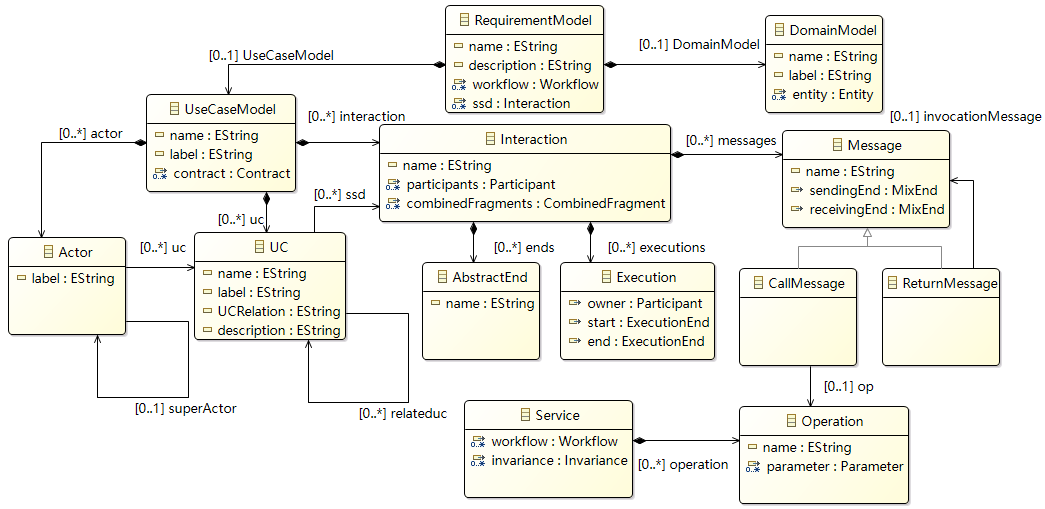 RequirementModel
name : EString
description : EString
workflow : Workflow
ssd : Interaction
DomainModel
name : EString
label : EString
entity : Entity
[0..1] UseCaseModel
[0..1] DomainModel
UseCaseModel
name : EString
label : EString
contract : Contract
[0..*] actor
[0..*] interaction
Interaction
name : EString
participants : Participant
combinedFragments : CombinedFragment
[0..*] messages
[0..1] invocationMessage
Message
name : EString
sendingEnd : MixEnd
receivingEnd : MixEnd
[0..*] ssd
[0..*] uc
Actor
label : EString
[0..*] uc
UC
name : EString
label : EString
UCRelation : EString
description : EString
[0..*] ends
[0..*] executions
AbstractEnd
name : EString
Execution
owner : Participant
start : ExecutionEnd
end : ExecutionEnd
CallMessage
ReturnMessage
[0..1] superActor
[0..*] relateduc
[0..1] op
Service
workflow : Workflow
invariance : Invariance
[0..*] operation
Operation
name : EString
parameter : Parameter